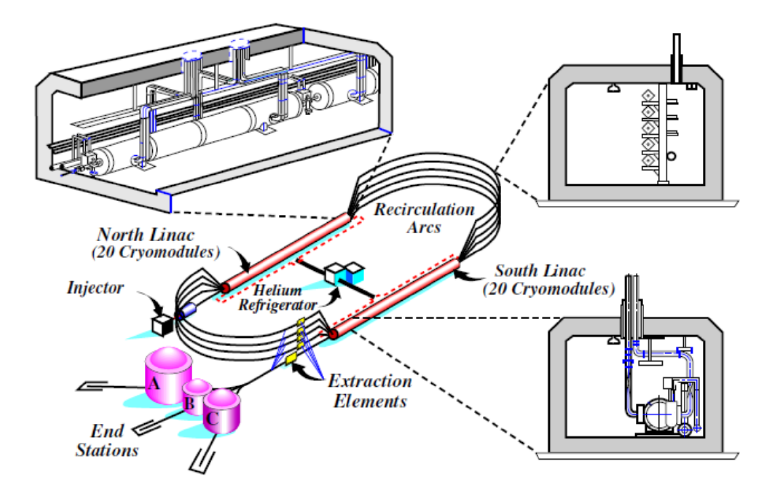 Recirculation
Arcs
North Linac
(20 Cryomodules)
South Linac
(20 Cryomodules)
Injector
Helium
Refrigerator
A
B
C
Extraction
Elements
End
Stations